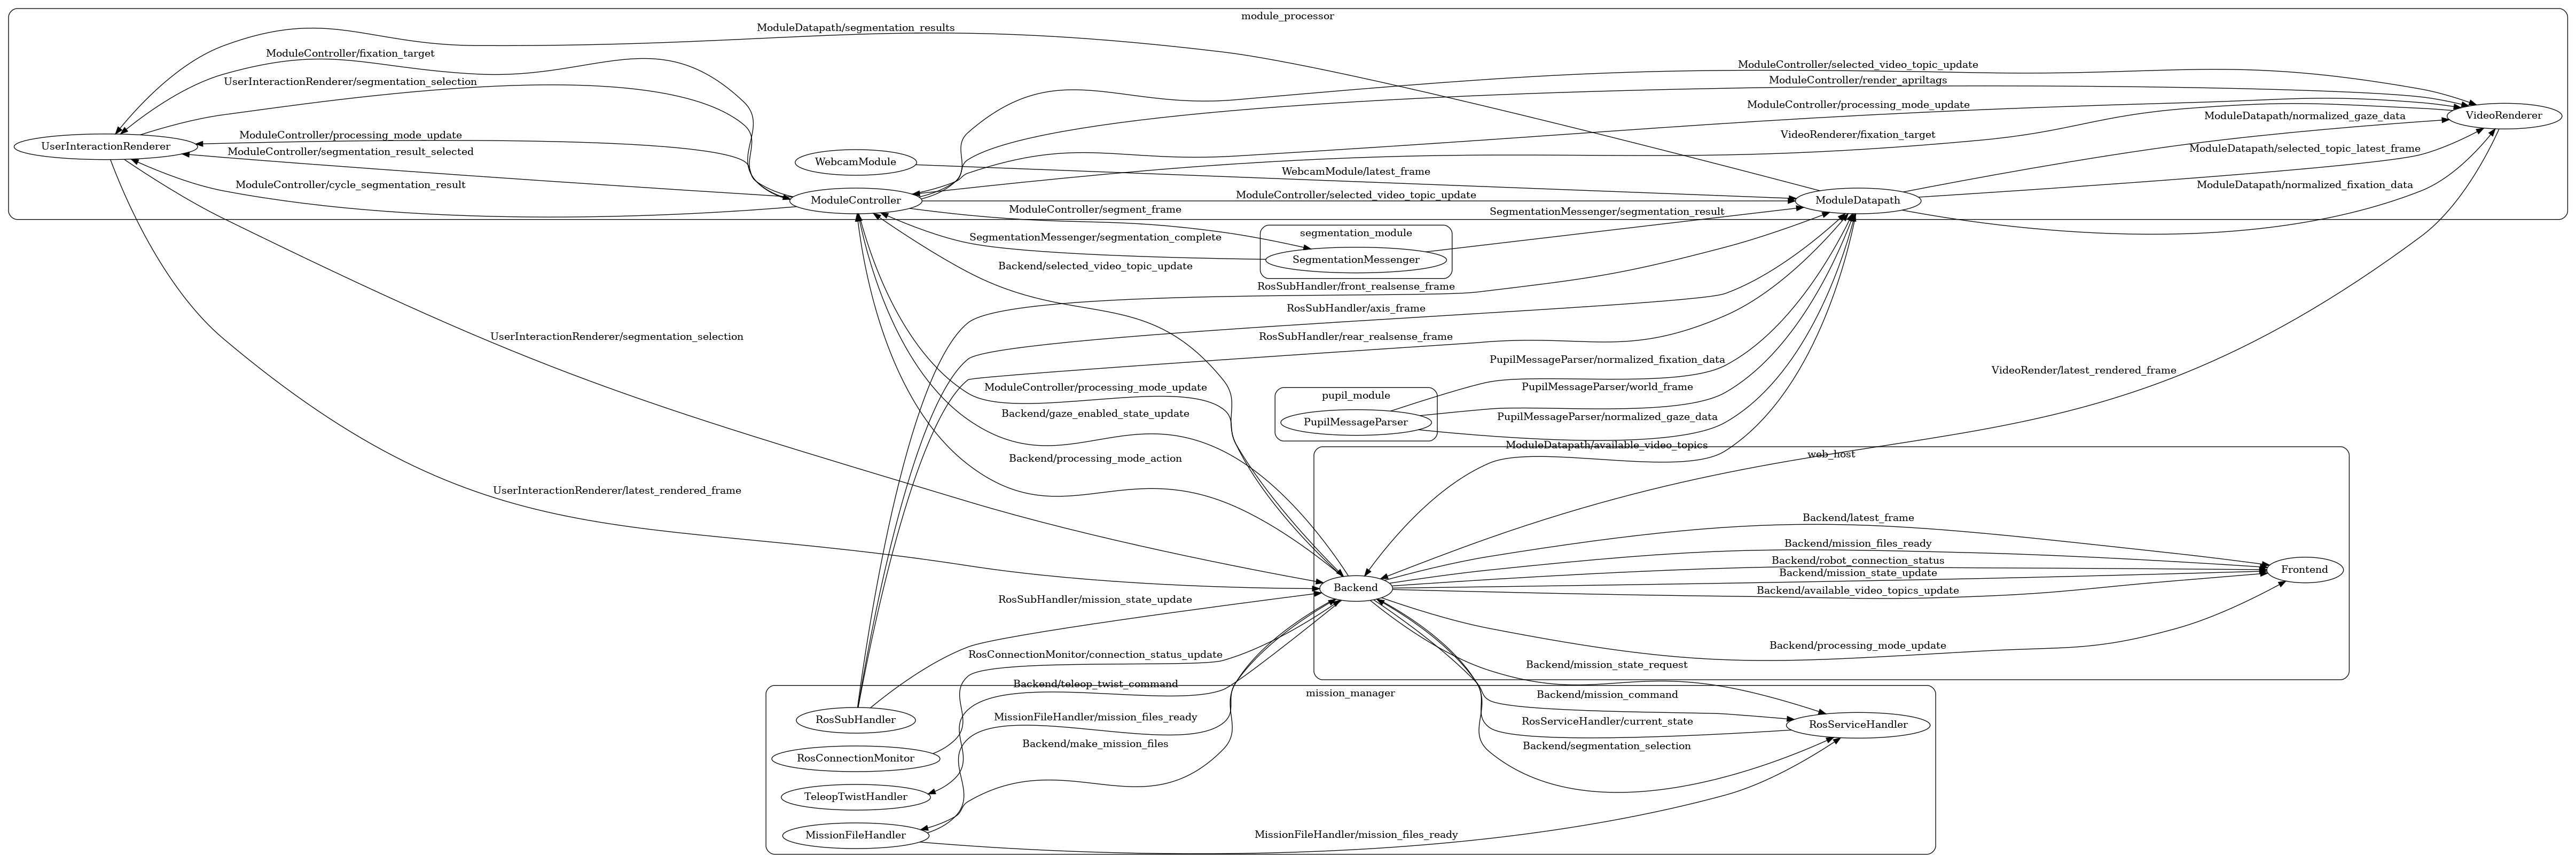 module_processor
ModuleDatapath/segmentation_results
ModuleController/fixation_target
UserInteractionRenderer/segmentation_selection
ModuleController/selected_video_topic_update
ModuleController/render_apriltags
ModuleController/processing_mode_update
VideoRenderer
ModuleDatapath/normalized_gaze_data
VideoRenderer/fixation_target
ModuleController/processing_mode_update
UserInteractionRenderer
ModuleDatapath/selected_topic_latest_frame
ModuleController/segmentation_result_selected
WebcamModule
WebcamModule/latest_frame
ModuleController/cycle_segmentation_result
ModuleDatapath/normalized_fixation_data
ModuleController/selected_video_topic_update
ModuleController
ModuleDatapath
ModuleController/segment_frame
SegmentationMessenger/segmentation_result
segmentation_module
SegmentationMessenger/segmentation_complete
SegmentationMessenger
Backend/selected_video_topic_update
RosSubHandler/front_realsense_frame
RosSubHandler/axis_frame
UserInteractionRenderer/segmentation_selection
RosSubHandler/rear_realsense_frame
PupilMessageParser/normalized_fixation_data
VideoRender/latest_rendered_frame
ModuleController/processing_mode_update
PupilMessageParser/world_frame
pupil_module
Backend/gaze_enabled_state_update
PupilMessageParser/normalized_gaze_data
PupilMessageParser
ModuleDatapath/available_video_topics
web_host
Backend/processing_mode_action
UserInteractionRenderer/latest_rendered_frame
Backend/latest_frame
Backend/mission_files_ready
Backend/robot_connection_status
Frontend
Backend/mission_state_update
Backend
Backend/available_video_topics_update
RosSubHandler/mission_state_update
Backend/processing_mode_update
RosConnectionMonitor/connection_status_update
Backend/mission_state_request
Backend/teleop_twist_command
mission_manager
Backend/mission_command
MissionFileHandler/mission_files_ready
RosSubHandler
RosServiceHandler/current_state
RosServiceHandler
Backend/make_mission_files
Backend/segmentation_selection
RosConnectionMonitor
TeleopTwistHandler
MissionFileHandler
MissionFileHandler/mission_files_ready